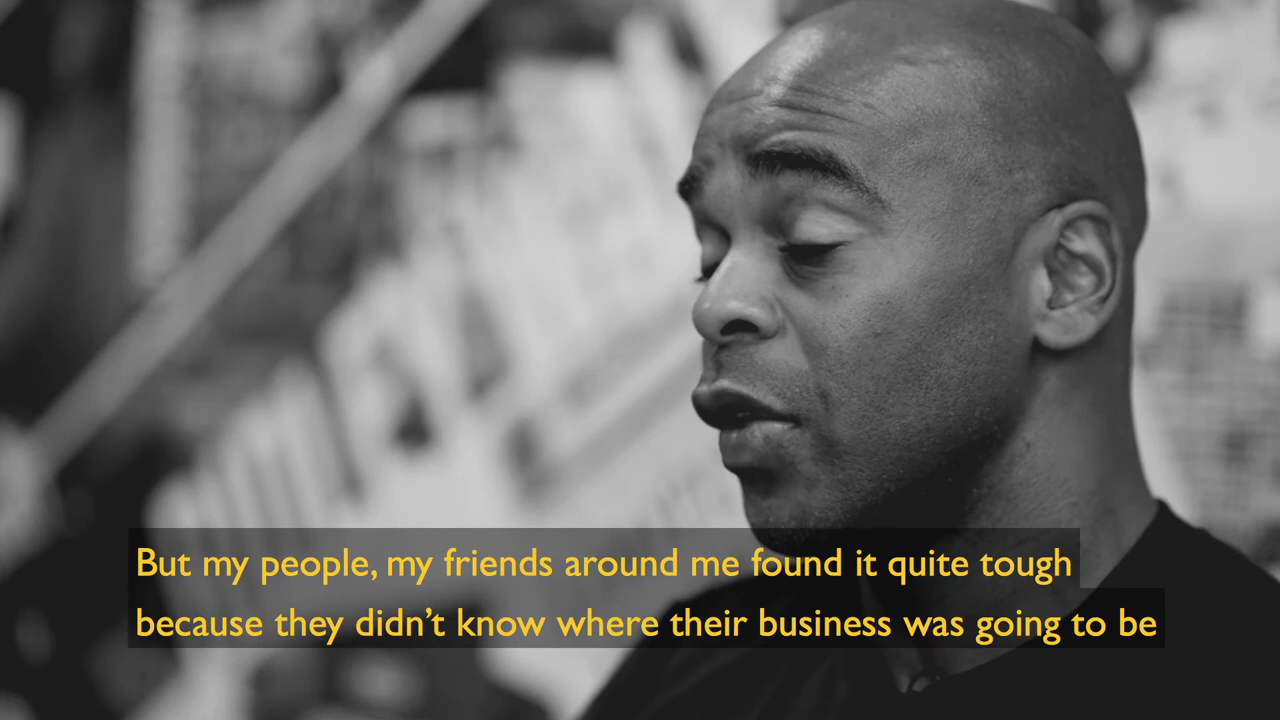 But my people, my friends around me found it quite tough
because they didn’t know where their business was going to be